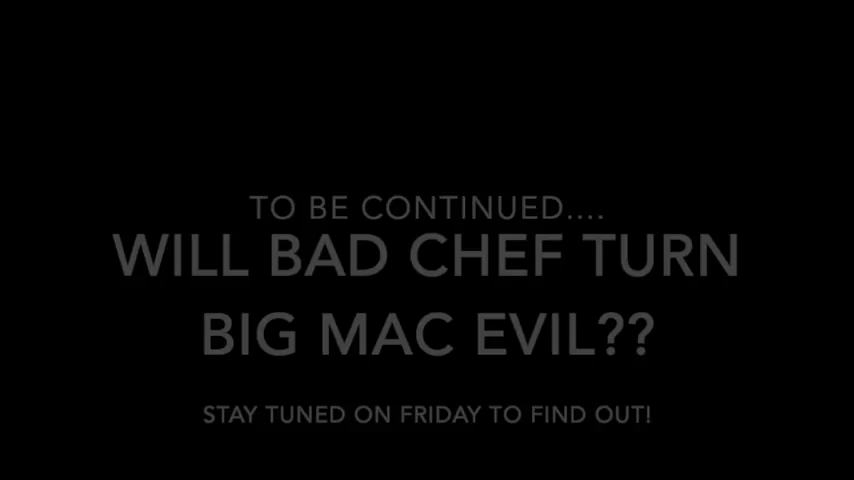 TO BE CONTINUED....
WILL BAD CHEF TURN
BIG MAC EVIL??
STAY TUNED ON FRIDAY TO FIND OUT!